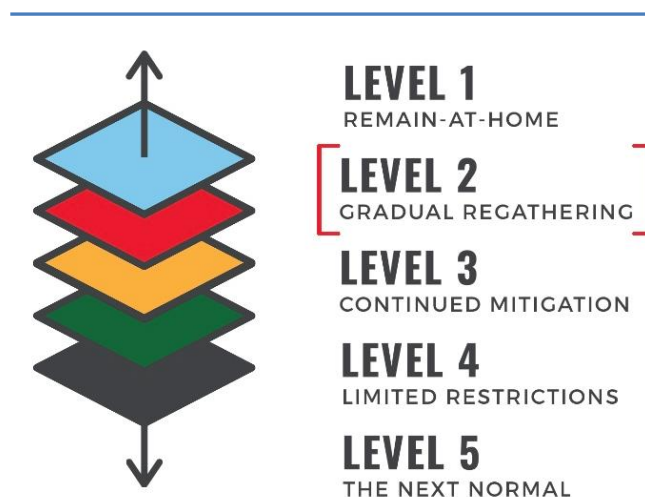 LEVEL 1
REMAIN-AT-HOME
LEVEL 2
GRADUAL REGATHERING
LEVEL 3
CONTINUED MITIGATION
LEVEL 4
LIMITED RESTRICTIONS
LEVEL 5
THE NEXT NORMAL